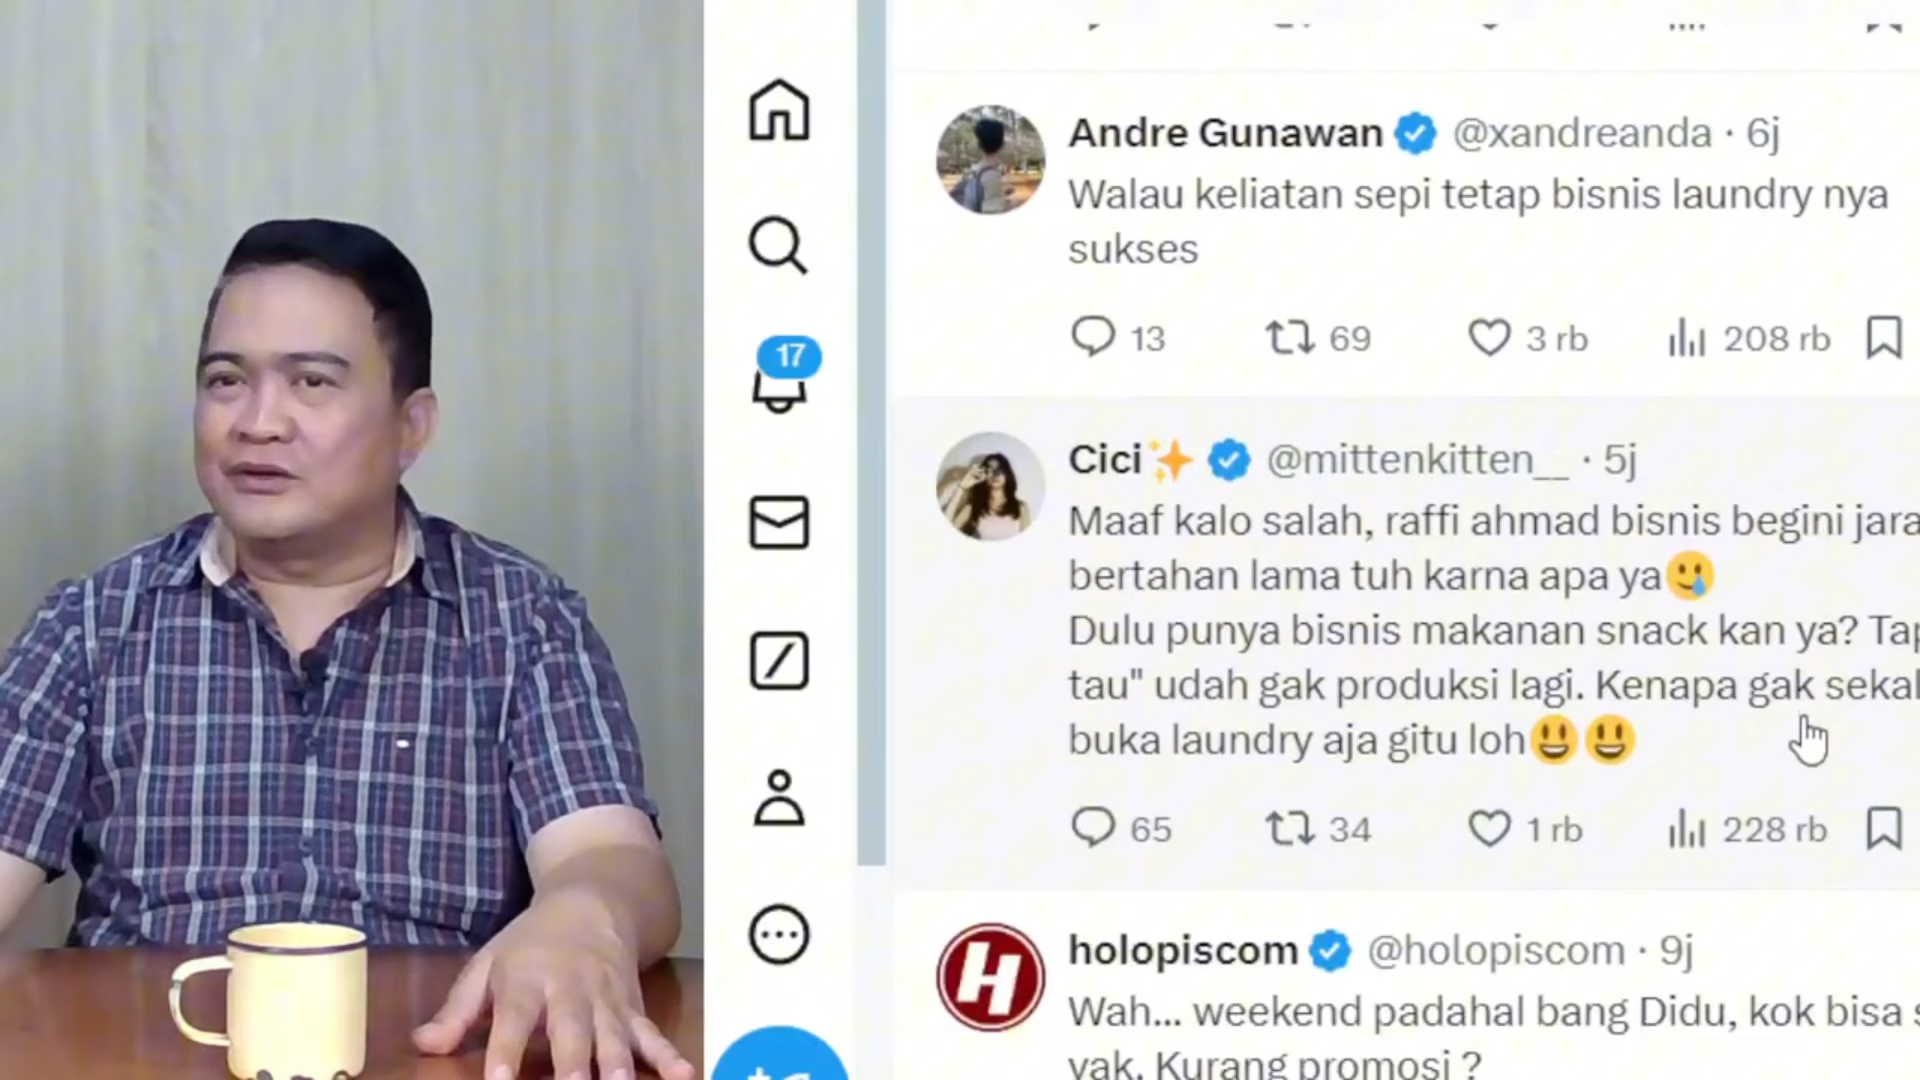 Andre Gunawan @xandreanda · 6j
Walau keliatan sepi tetap bisnis laundry nya
sukses
13 69 3 rb 208 rb
17
Cici✨ @mittenkitten__ · 5j
Maaf kalo salah, raffi ahmad bisnis begini
bertahan lama tuh karna apa ya🥲
Dulu punya bisnis makanan snack kan ya?
tau" udah gak produksi lagi. Kenapa gak
buka laundry aja gitu loh😃😃
65 34 1 rb 228 rb
H
holopiscom @holopiscom · 9j
Wah... weekend padahal bang Didu, kok bisa
yak. Kurang promosi ?